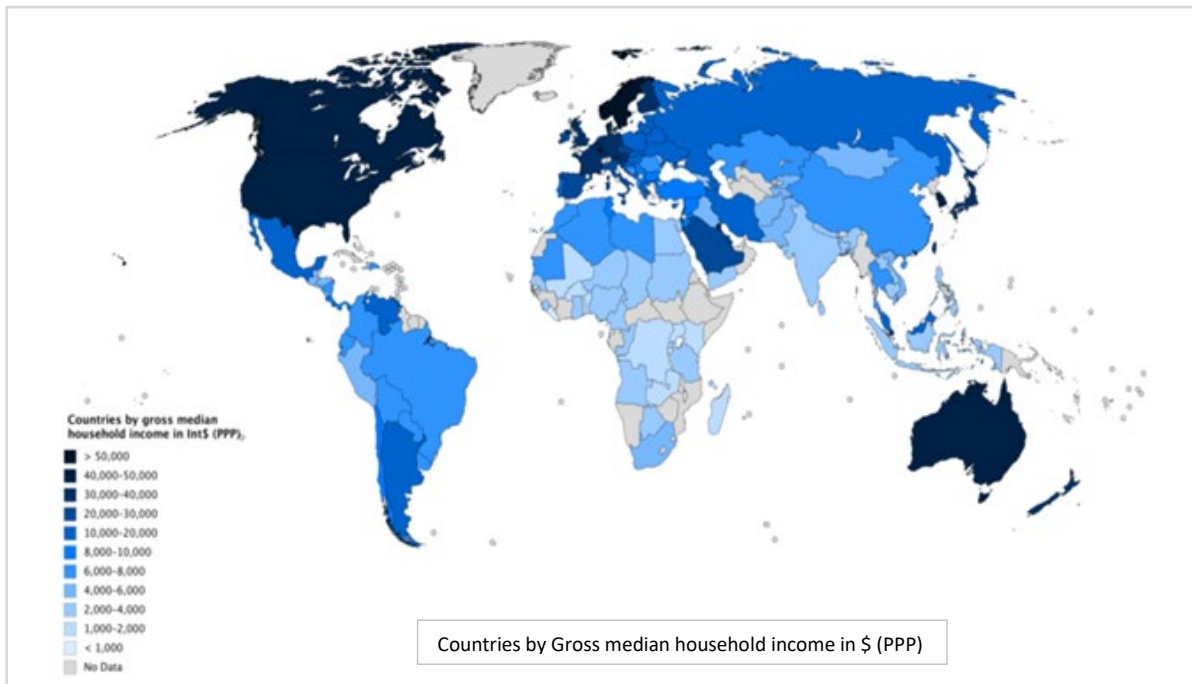 Countries by gross median
household income in Int$ (PPP)
> 50,000
40,000-50,000
30,000-40,000
20,000-30,000
10,000-20,000
8,000-10,000
6,000-8,000
4,000-6,000
2,000-4,000
1,000-2,000
< 1,000
No Data
Countries by Gross median household income in $ (PPP)